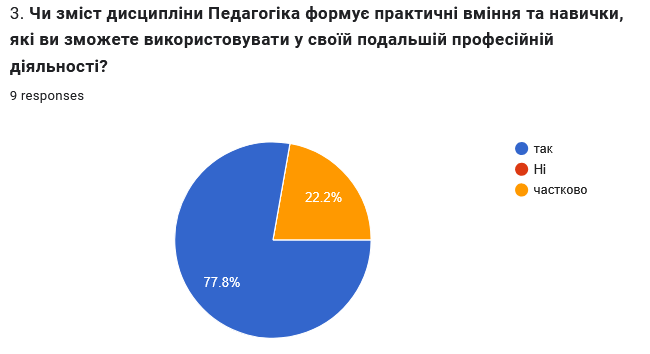 3. Чи зміст дисципліни Педагогіка формує практичні вміння та навички,
які ви зможете використовувати у своїй подальшій професійній
діяльності?
9 responses
так
Ні
частково
22.2%
77.8%